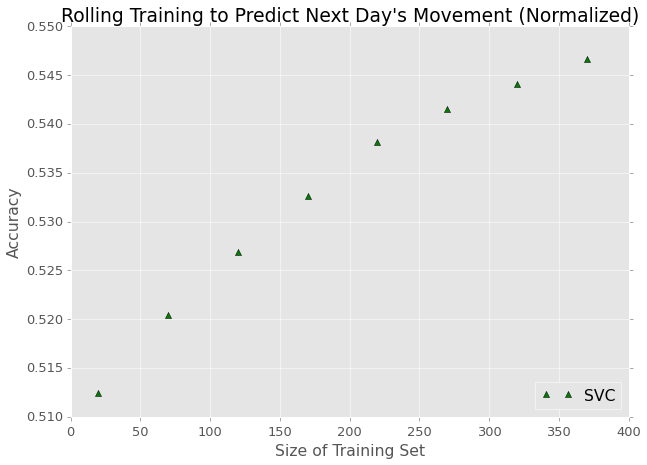 Rolling Training to Predict Next Day's Movement (Normalized)
0.550
0.545
0.540
0.535
0.530
0.525
0.520
0.515
0.510
Accuracy
SVC
0 50 100 150 200 250 300 350 400
Size of Training Set